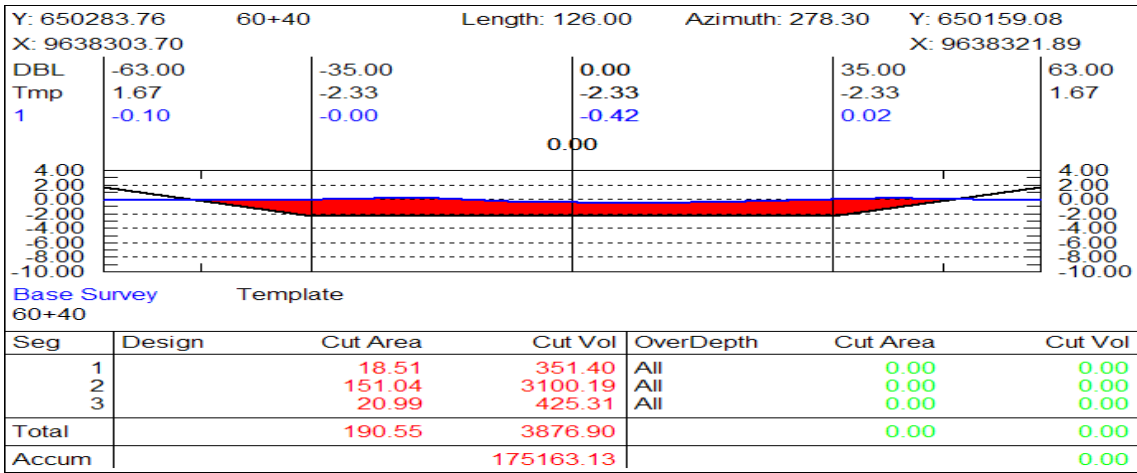 Y: 650283.76 60+40 Length: 126.00 Azimuth: 278.30 Y: 650159.08
X: 9638303.70 X: 9638321.89
DBL -63.00 -35.00 0.00 35.00 63.00
Tmp 1.67 -2.33 -2.33 -2.33 1.67
1 -0.10 -0.00 -0.42 0.02
0.00
4.00 4.00
2.00 2.00
0.00 0.00
-2.00 -2.00
-4.00 -4.00
-6.00 -6.00
-8.00 -8.00
-10.00 -10.00
Base Survey Template
60+40
Seg Design Cut Area Cut Vol OverDepth Cut Area Cut Vol
1 18.51 351.40 All 0.00 0.00
2 151.04 3100.19 All 0.00 0.00
3 20.99 425.31 All 0.00 0.00
Total 190.55 3876.90 0.00 0.00
Accum 175163.13 0.00